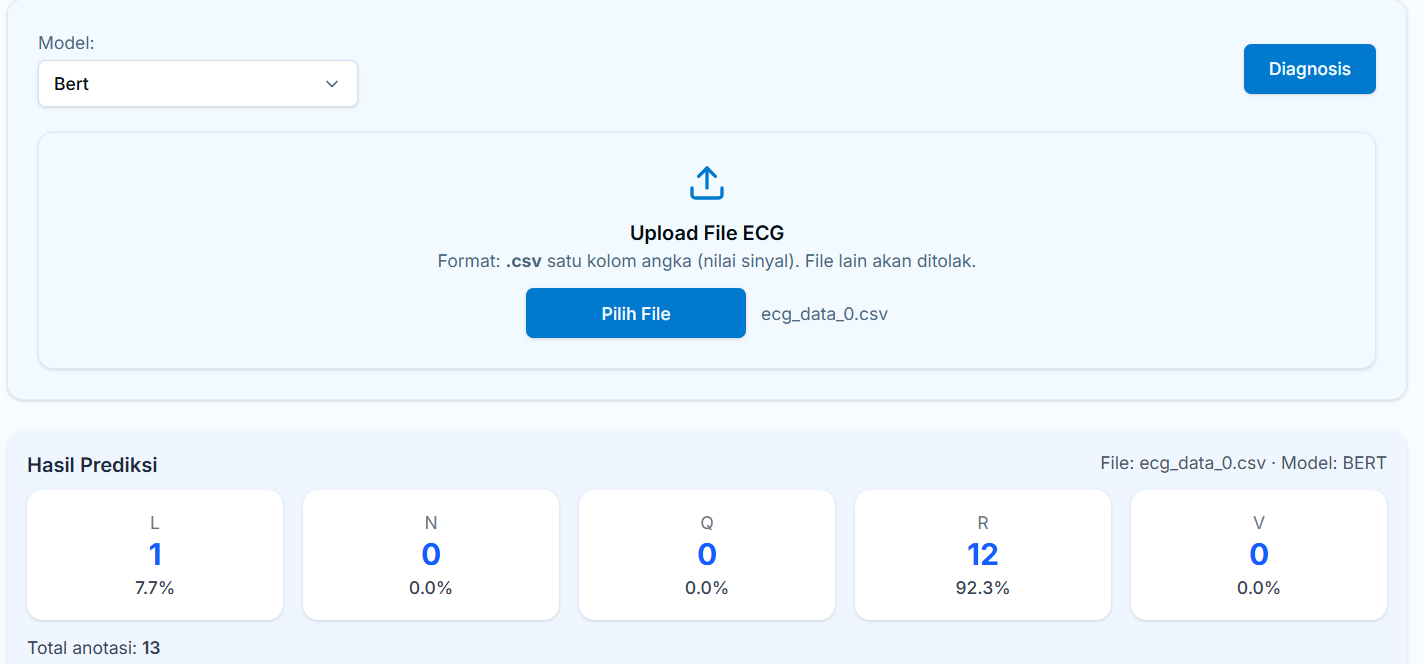 Model:
Bert
Diagnosis
Upload File ECG
Format: .csv satu kolom angka (nilai sinyal). File lain akan ditolak.
Pilih File
ecg_data_0.csv
Hasil Prediksi
File: ecg_data_0.csv · Model: BERT
L
1
7.7%
N
0
0.0%
Q
0
0.0%
R
12
92.3%
V
0
0.0%
Total anotasi: 13